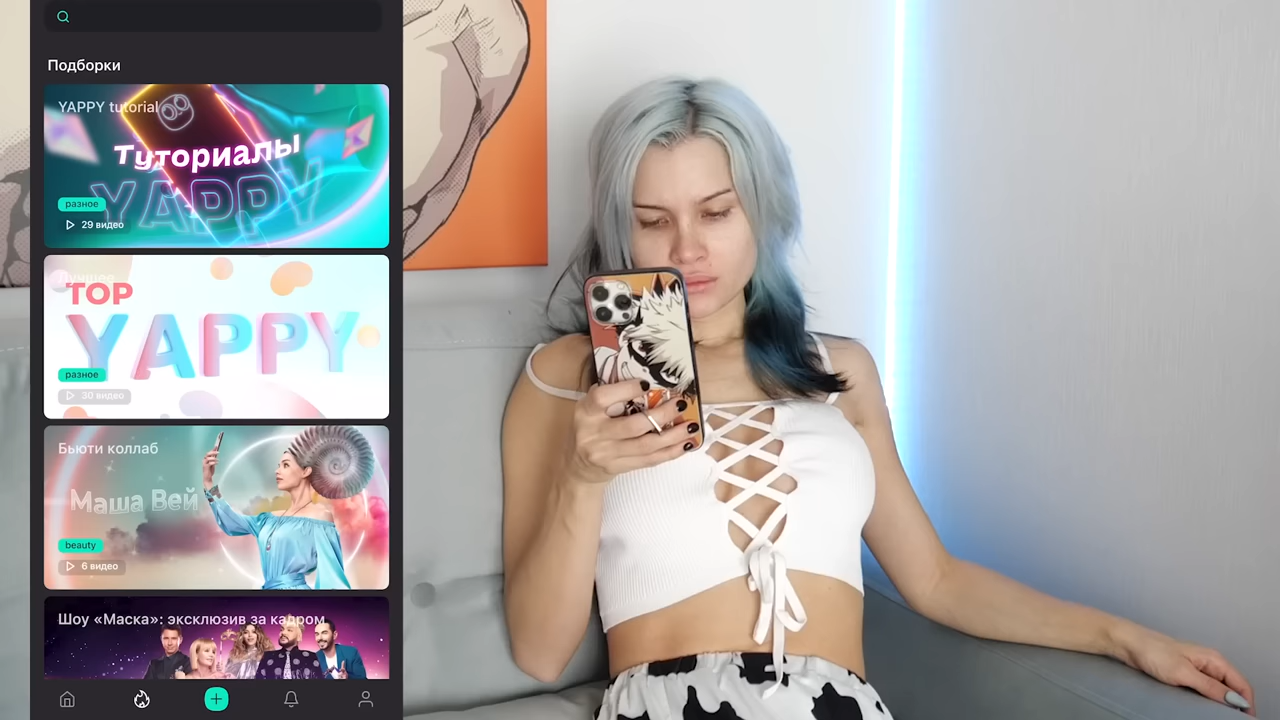 Подборки
YAPPY tutorial
Туториалы
YAPPY
разное
29 видео
Лучшее
TOP
YAPPY
разное
30 видео
Бьюти коллаб
Маша Вей
beauty
6 видео
Шоу «Маска»: эксклюзив за кадром